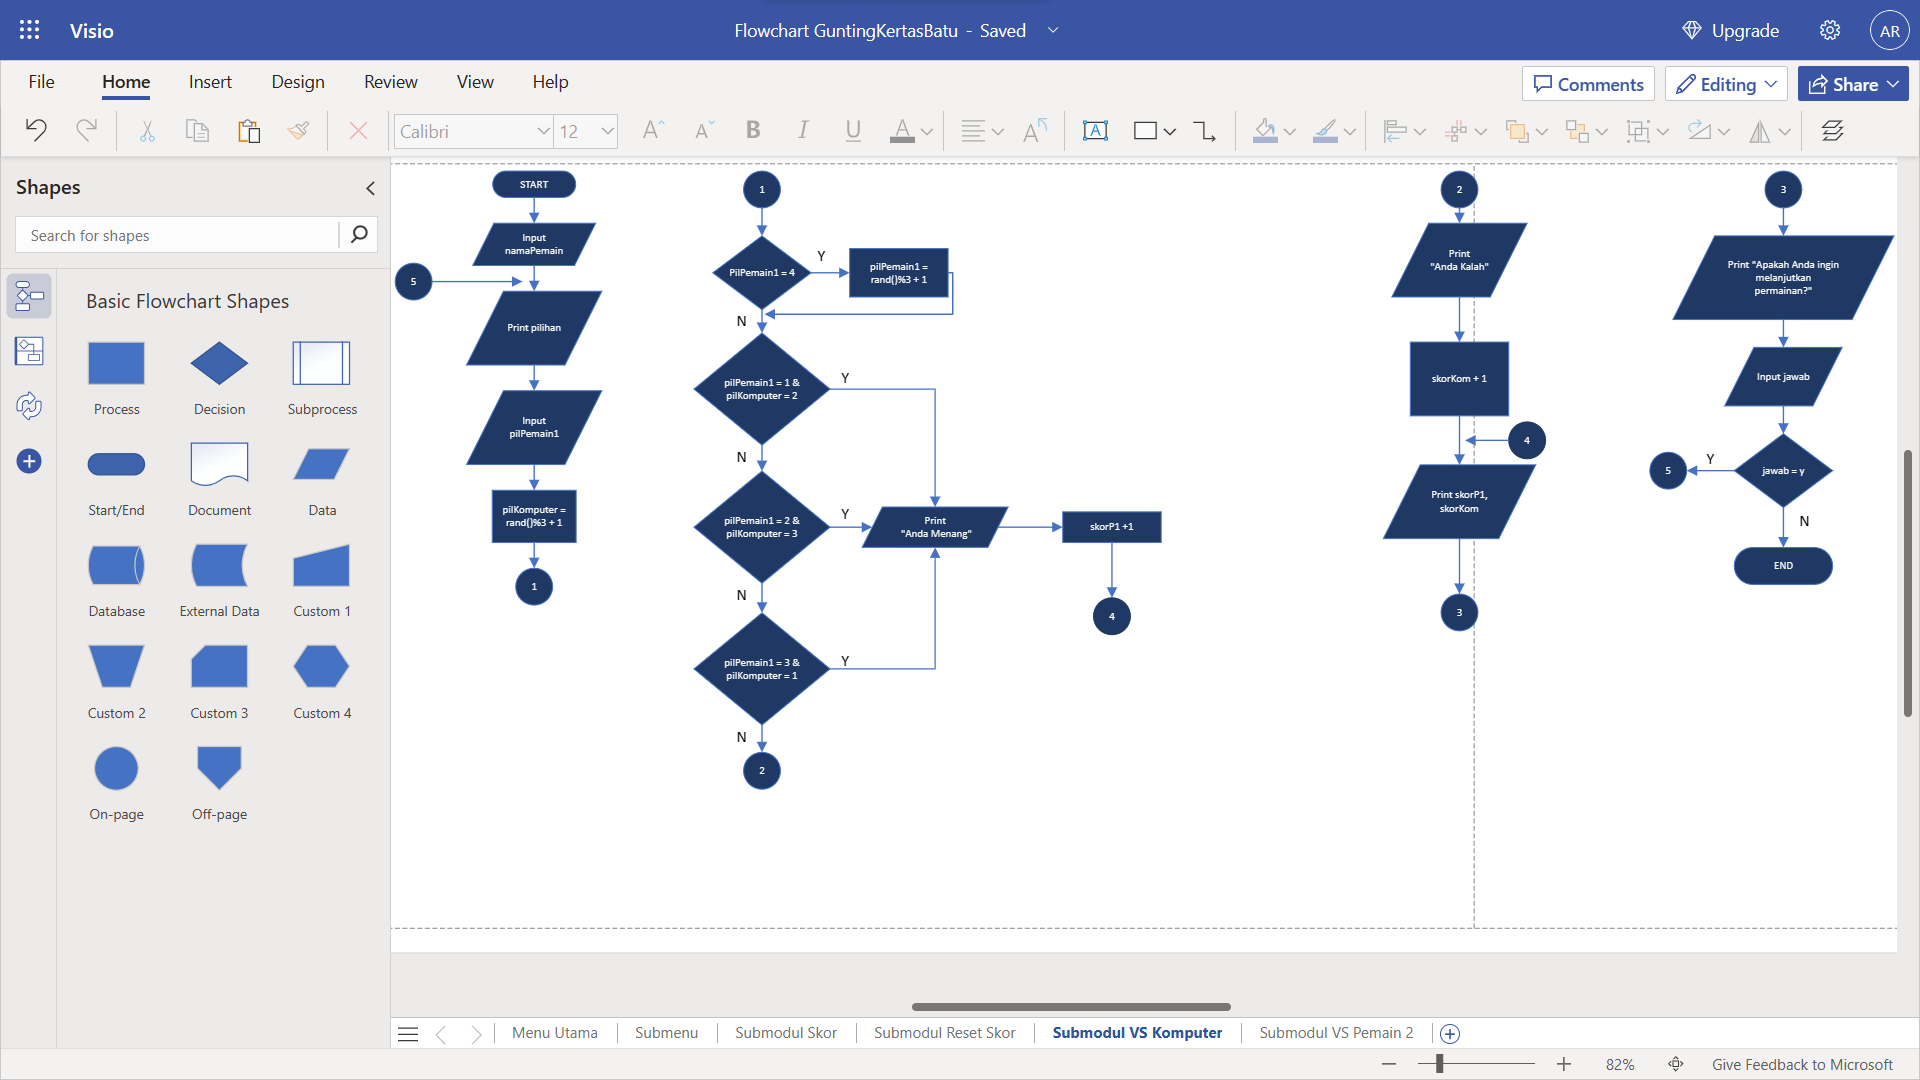 Visio
Flowchart GuntingKertasBatu - Saved
Upgrade
AR
File
Home
Insert
Design
Review
View
Help
Comments
Editing
Share
Calibri
12
Shapes
Search for shapes
Basic Flowchart Shapes
Process
Decision
Subprocess
Start/End
Document
Data
Database
External Data
Custom 1
Custom 2
Custom 3
Custom 4
On-page
Off-page
START
Input
namaPemain
5
Print pilihan
Input
pilPemain1
pilKomputer =
rand()%3 + 1
1
1
PilPemain1 = 4
Y
pilPemain1 =
rand()%3 + 1
N
pilPemain1 = 1 &
pilKomputer = 2
Y
N
pilPemain1 = 2 &
pilKomputer = 3
Y
Print
"Anda Menang"
skorP1 +1
4
N
pilPemain1 = 3 &
pilKomputer = 1
Y
N
2
2
Print
"Anda Kalah"
skorKom + 1
4
Print skorP1,
skorKom
3
3
Print "Apakah Anda ingin
melanjutkan
permainan?"
Input jawab
jawab = y
Y
5
N
END
Menu Utama
Submenu
Submodul Skor
Submodul Reset Skor
Submodul VS Komputer
Submodul VS Pemain 2
82%
Give Feedback to Microsoft